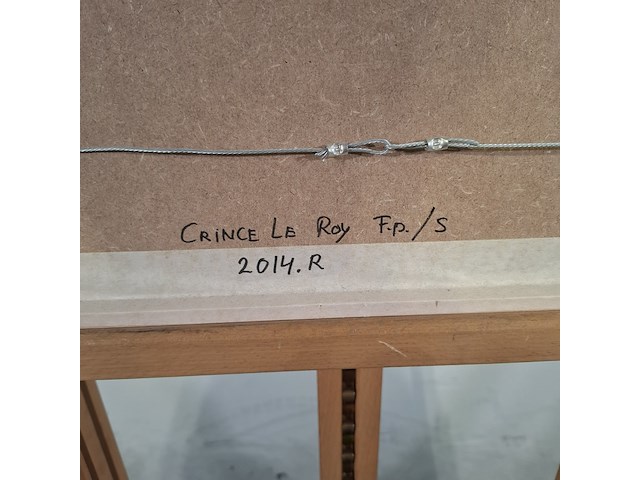 CRINCE LE ROY F.p./S
2014.R